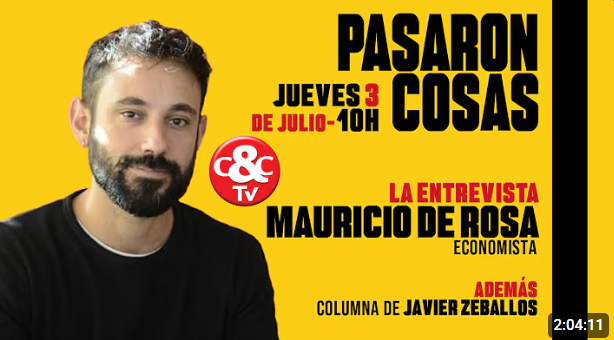 PASARON
COSAS
JUEVES 3
DE JULIO-10H
C&C
TV
LA ENTREVISTA
MAURICIO DE ROSA
ECONOMISTA
ADEMÁS
COLUMNA DE JAVIER ZEBALLOS
2:04:11